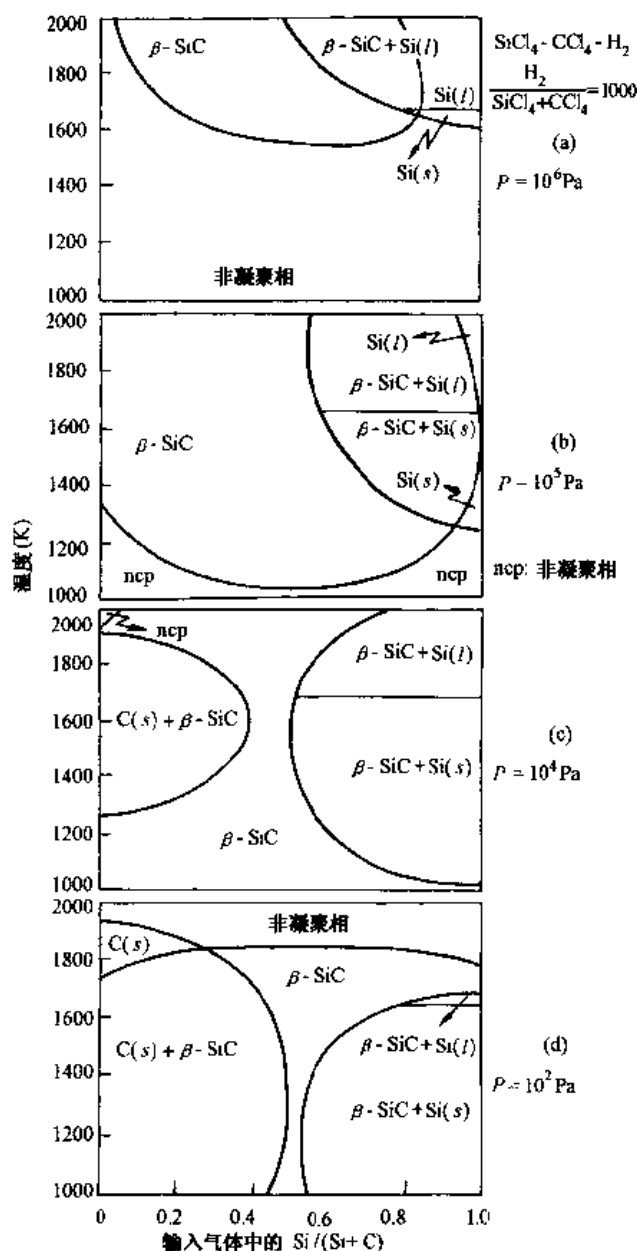 2000
1800
1600
1400
1200
1000
β-SiC
β-SiC+Si(l)
Si(l)
Si(s)
非凝聚相
SiCl4-CCl4-H2
H2/SiCl4+CCl4=1000
(a)
P=10^6Pa
2000
1800
1600
1400
1200
1000
Si(l)
β-SiC+Si(l)
β-SiC+Si(s)
β-SiC
Si(s)
ncp
ncp
(b)
P-10^5Pa
ncp: 非凝聚相
温度(K)
2000
1800
1600
1400
1200
1000
ncp
β-SiC+Si(l)
C(s)+β-SiC
β-SiC+Si(s)
β-SiC
(c)
P=10^4Pa
2000
1800
1600
1400
1200
1000
非凝聚相
C(s)
β-SiC
C(s)+β-SiC
β-SiC+Si(l)
β-SiC+Si(s)
(d)
P=10^2Pa
0
0.2
0.4
0.6
0.8
1.0
输入气体中的 Si/(Si+C)